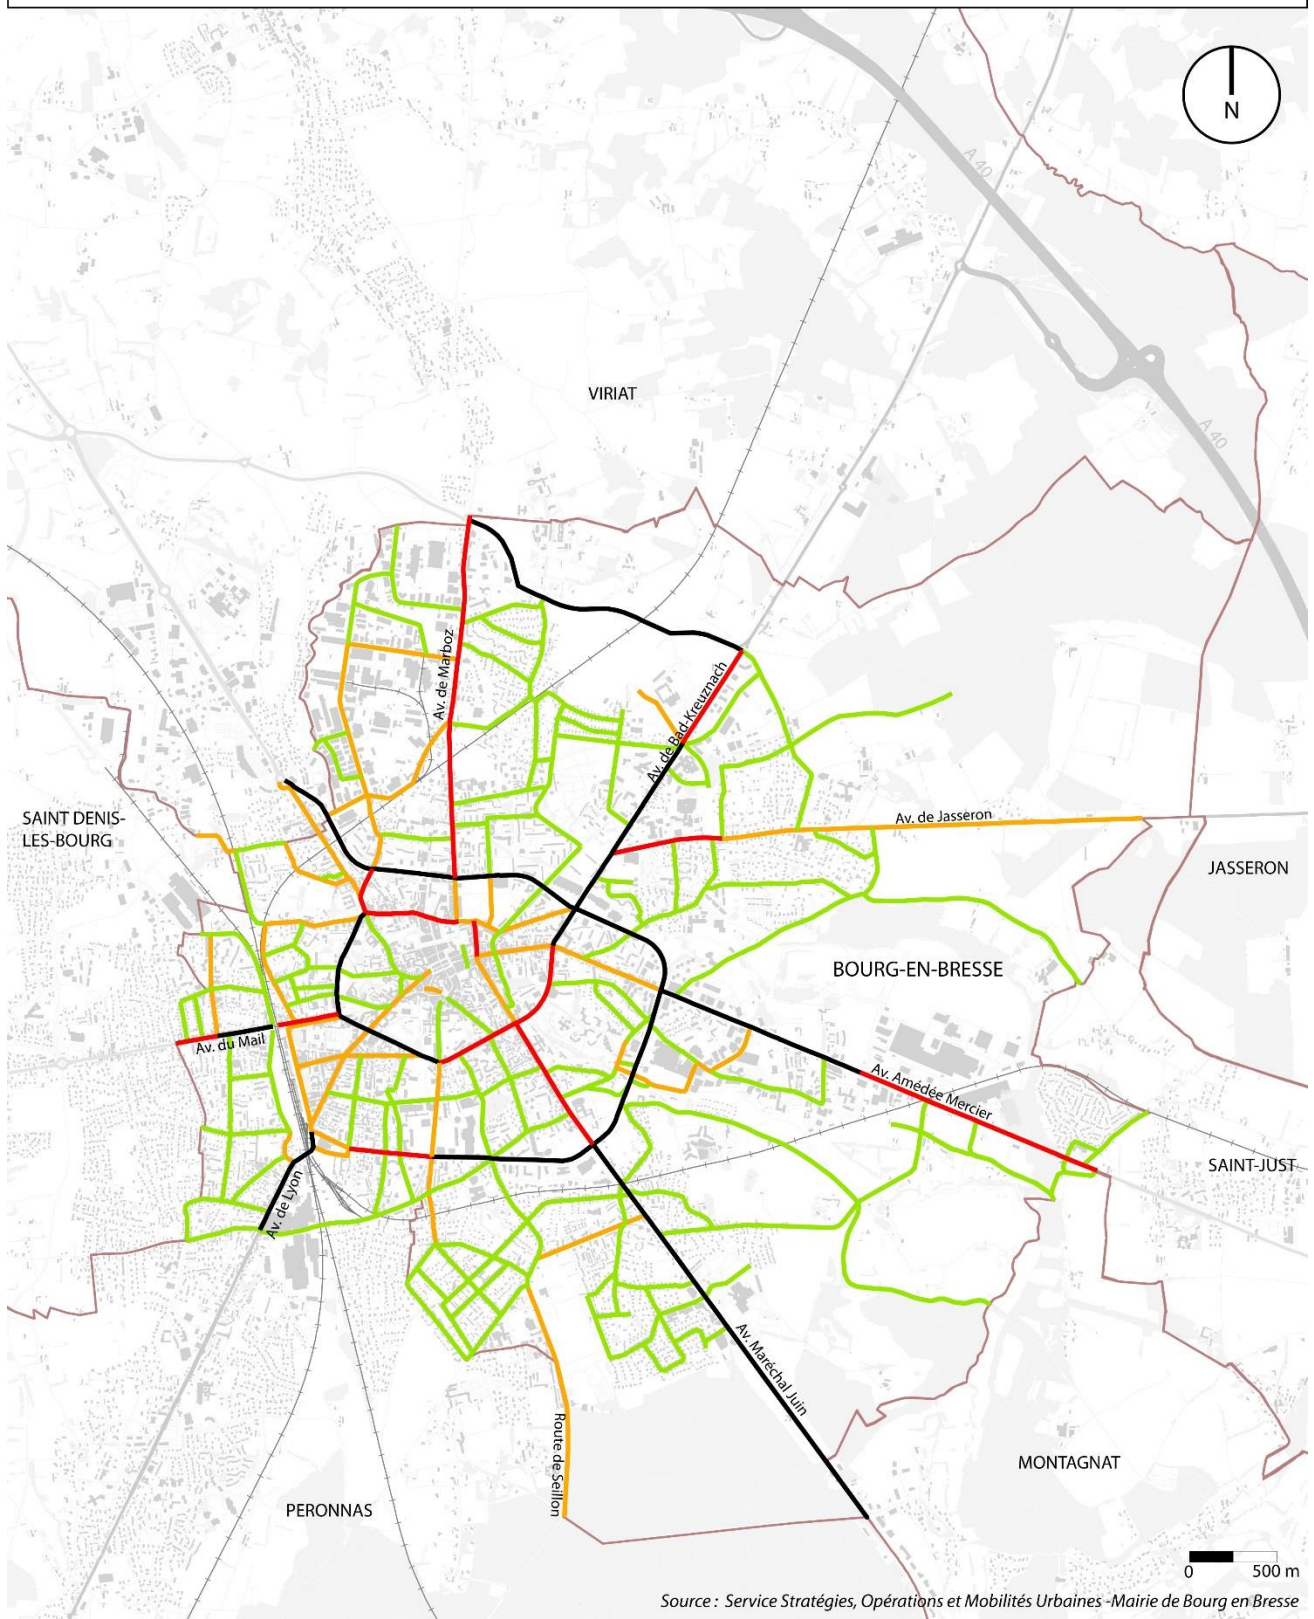 N
A 40
VIRIAT
A 40
Av. de Marboz
Av. de Bad-Kreuznach
SAINT DENIS-
LES-BOURG
Av. de Jasseron
JASSERON
BOURG-EN-BRESSE
Av. du Mail
Av. Amédée Mercier
SAINT-JUST
Av. de Lyon
Av. Maréchal Juin
Route de Seillon
MONTAGNAT
PERONNAS
0 500 m
Source : Service Stratégies, Opérations et Mobilités Urbaines -Mairie de Bourg en Bresse